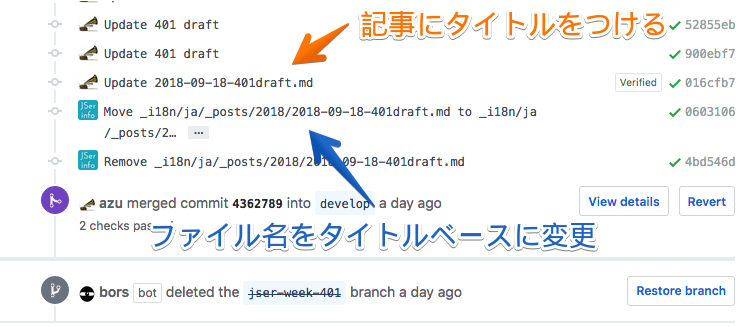 Update 401 draft
記事にタイトルをつける
52855eb
Update 401 draft
900ebf7
Update 2018-09-18-401draft.md
Verified
016cfb7
JSer
info
Move _i18n/ja/_posts/2018/2018-09-18-401draft.md to _i18n/ja
0603106
/_posts/2… …
JSer
info
Remove _i18n/ja/_posts/2018/2018-09-18-401draft.md
4bd546d
azu merged commit 4362789 into develop a day ago
View details
Revert
2 checks pas
ファイル名をタイトルベースに変更
bors bot deleted the jser-week-401 branch a day ago
Restore branch